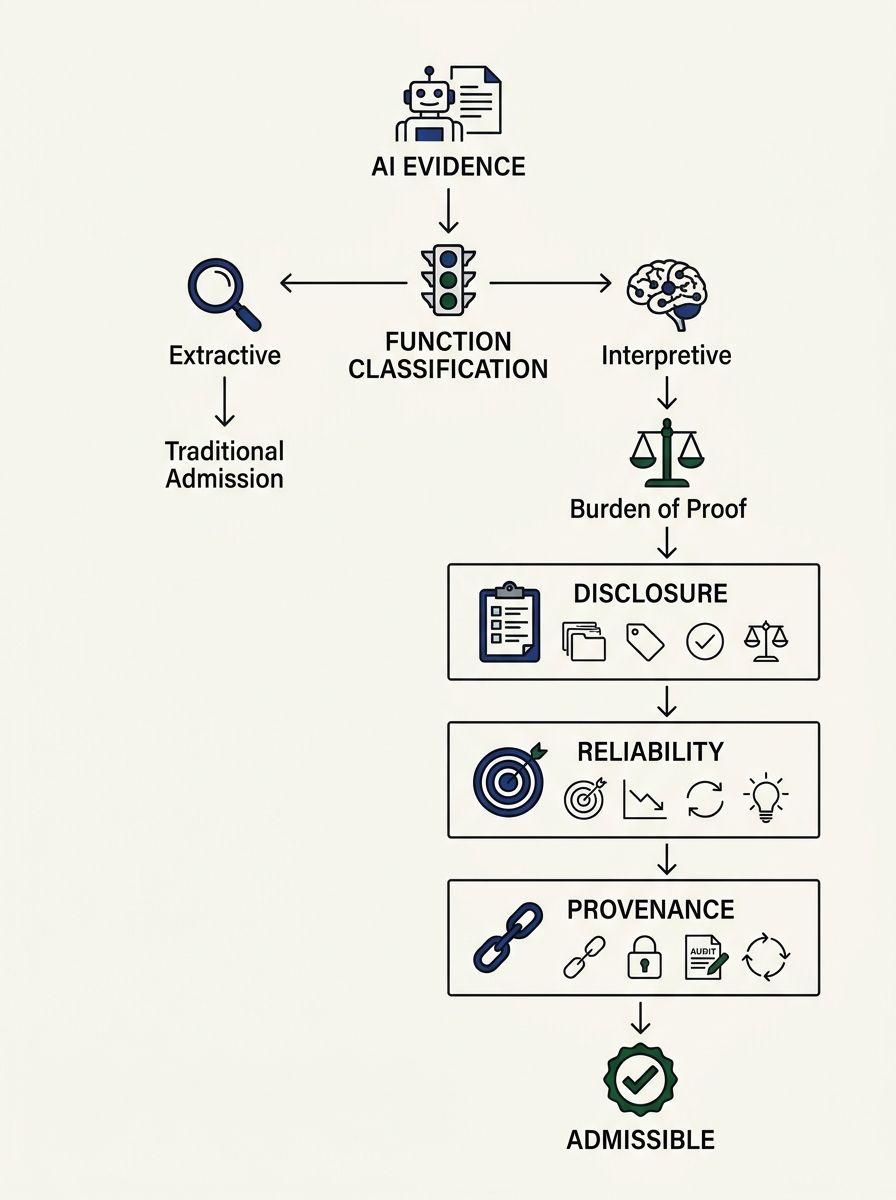 AI EVIDENCE
Extractive
FUNCTION
CLASSIFICATION
Interpretive
Traditional
Admission
Burden of Proof
DISCLOSURE
RELIABILITY
PROVENANCE
AUDIT
ADMISSIBLE